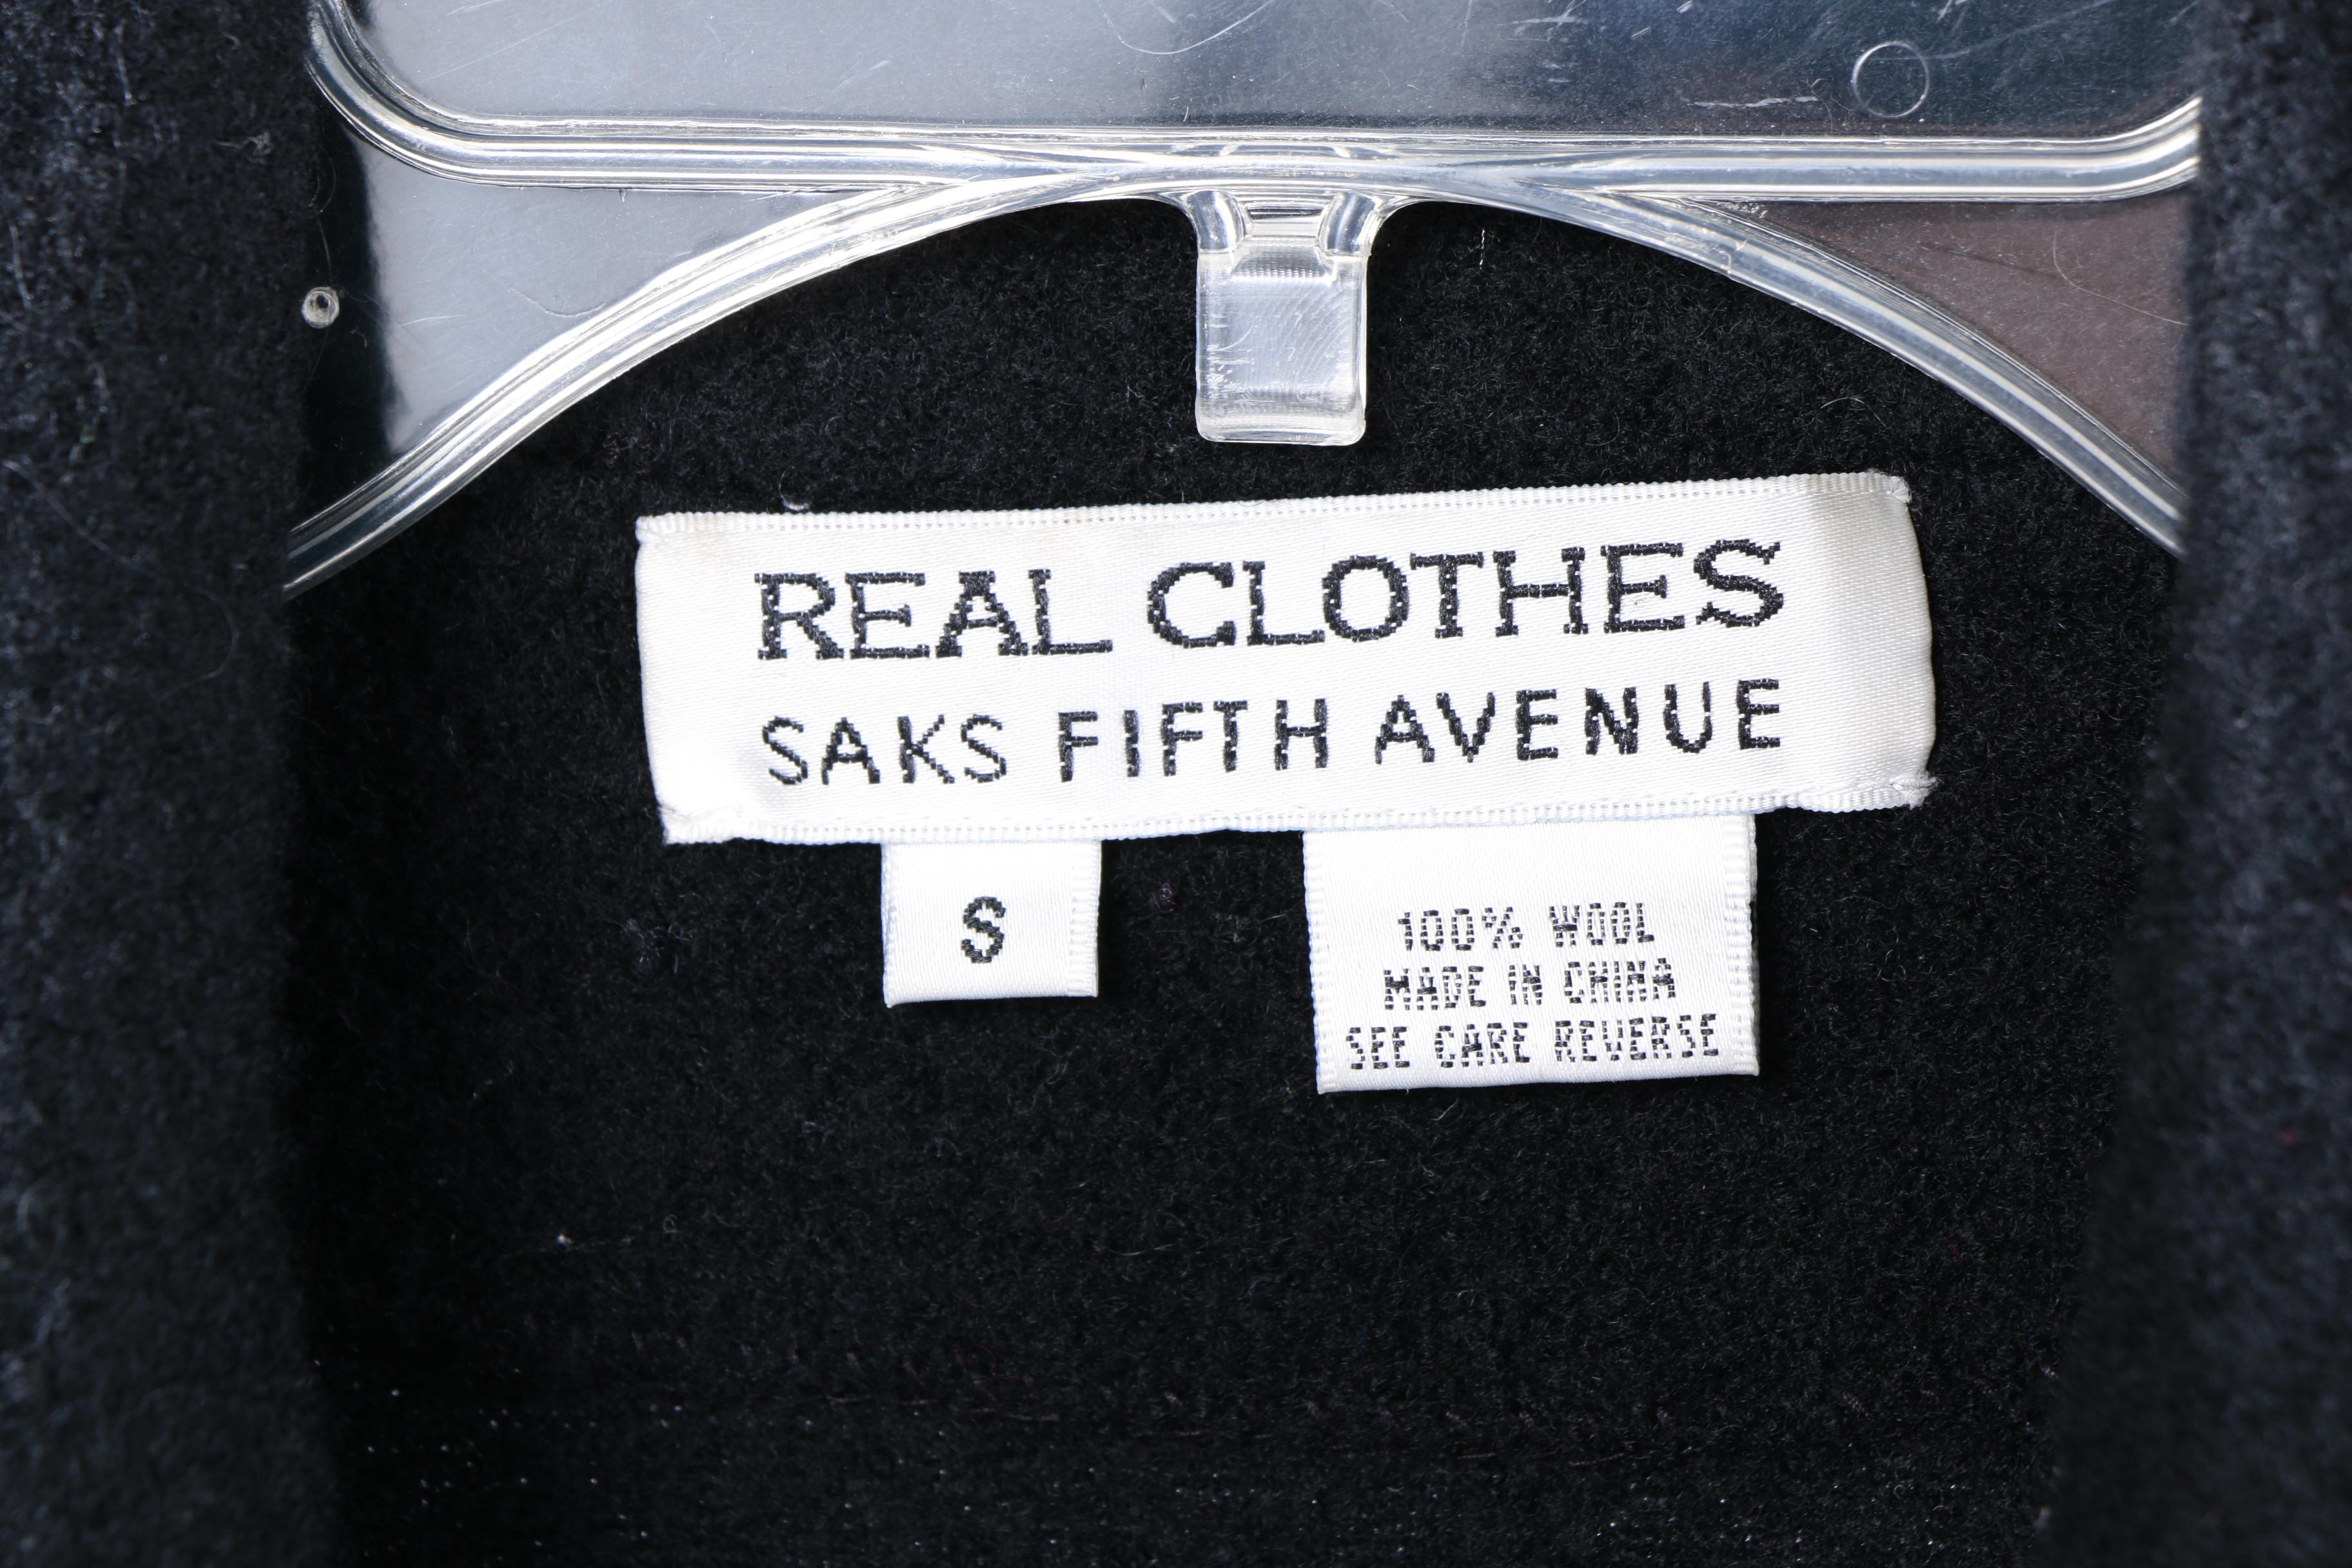 REAL CLOTHES
SAKS FIFTH AVENUE
S
100% WOOL
MADE IN CHINA
SEE CARE REVERSE